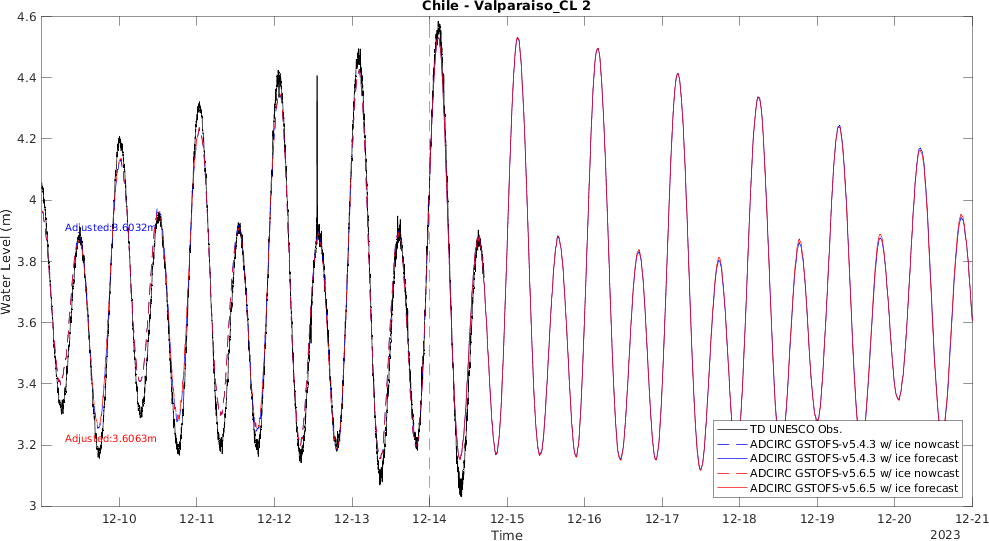 Chile - Valparaiso_CL 2
4.6
4.4
4.2
4
3.8
3.6
3.4
3.2
3
Water Level (m)
Adjusted:3.6032m
Adjusted:3.6063m
TD UNESCO Obs.
ADCIRC GSTOFS-v5.4.3 w/ ice nowcast
ADCIRC GSTOFS-v5.4.3 w/ ice forecast
ADCIRC GSTOFS-v5.6.5 w/ ice nowcast
ADCIRC GSTOFS-v5.6.5 w/ ice forecast
12-10 12-11 12-12 12-13 12-14 12-15 12-16 12-17 12-18 12-19 12-20 12-21
Time
2023